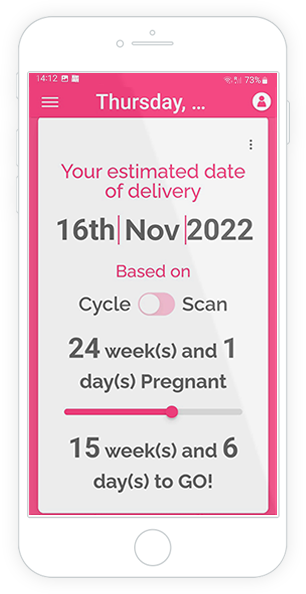 14:12 73%
Thursday, ...
Your estimated date
of delivery
16th Nov 2022
Based on
Cycle Scan
24 week(s) and 1
day(s) Pregnant
15 week(s) and 6
day(s) to GO!